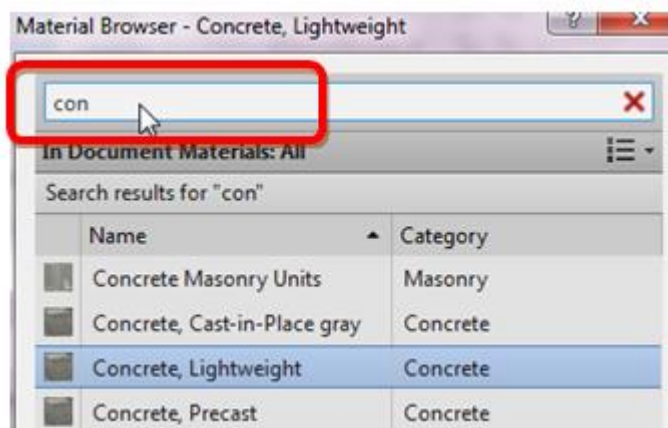 Material Browser - Concrete, Lightweight
con
In Document Materials: All
Search results for "con"
Name Category
Concrete Masonry Units Masonry
Concrete, Cast-in-Place gray Concrete
Concrete, Lightweight Concrete
Concrete, Precast Concrete